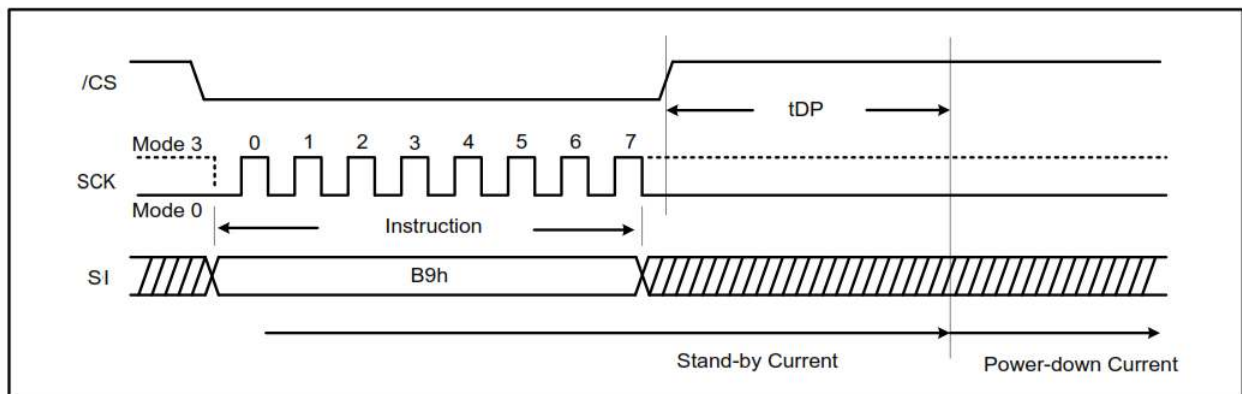 /CS
tDP
Mode 3
0 1 2 3 4 5 6 7
SCK
Mode 0
Instruction
SI
B9h
Stand-by Current
Power-down Current